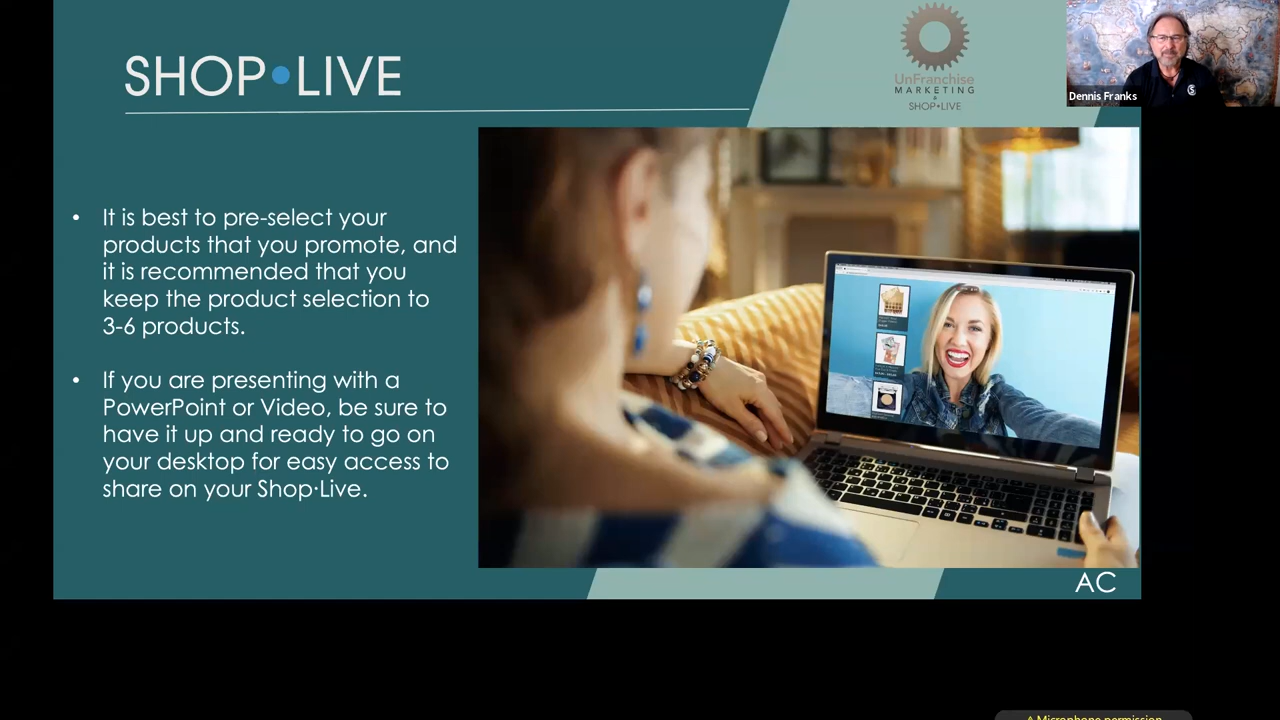 SHOP•LIVE
UnFranchise
MARKETING
&
SHOP•LIVE
Dennis Franks
• It is best to pre-select your
products that you promote, and
it is recommended that you
keep the product selection to
3-6 products.
• If you are presenting with a
PowerPoint or Video, be sure to
have it up and ready to go on
your desktop for easy access to
share on your Shop·Live.
AC
Microphone permission